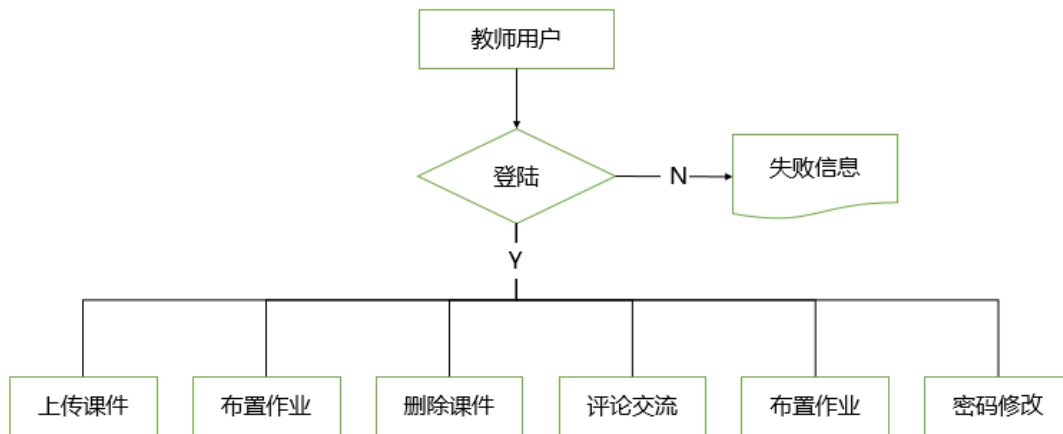 教师用户
登陆
N
失败信息
Y
上传课件
布置作业
删除课件
评论交流
布置作业
密码修改